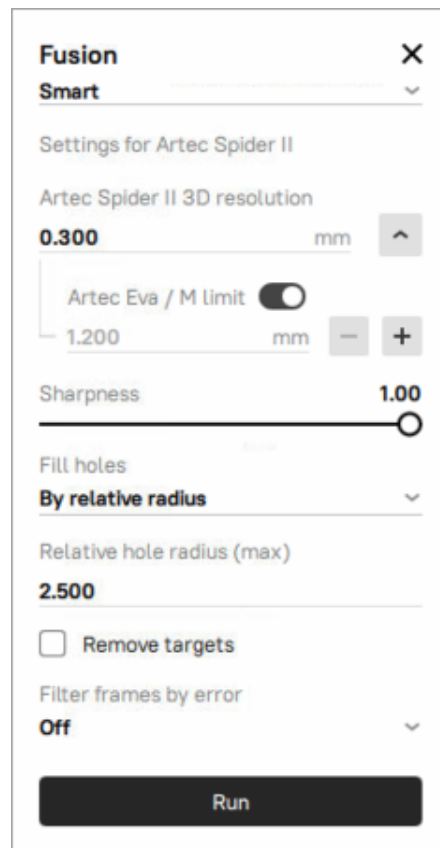 Fusion
Smart
Settings for Artec Spider II
Artec Spider II 3D resolution
0.300 mm
Artec Eva / M limit
1.200 mm − +
Sharpness 1.00
Fill holes
By relative radius
Relative hole radius (max)
2.500
Remove targets
Filter frames by error
Off
Run